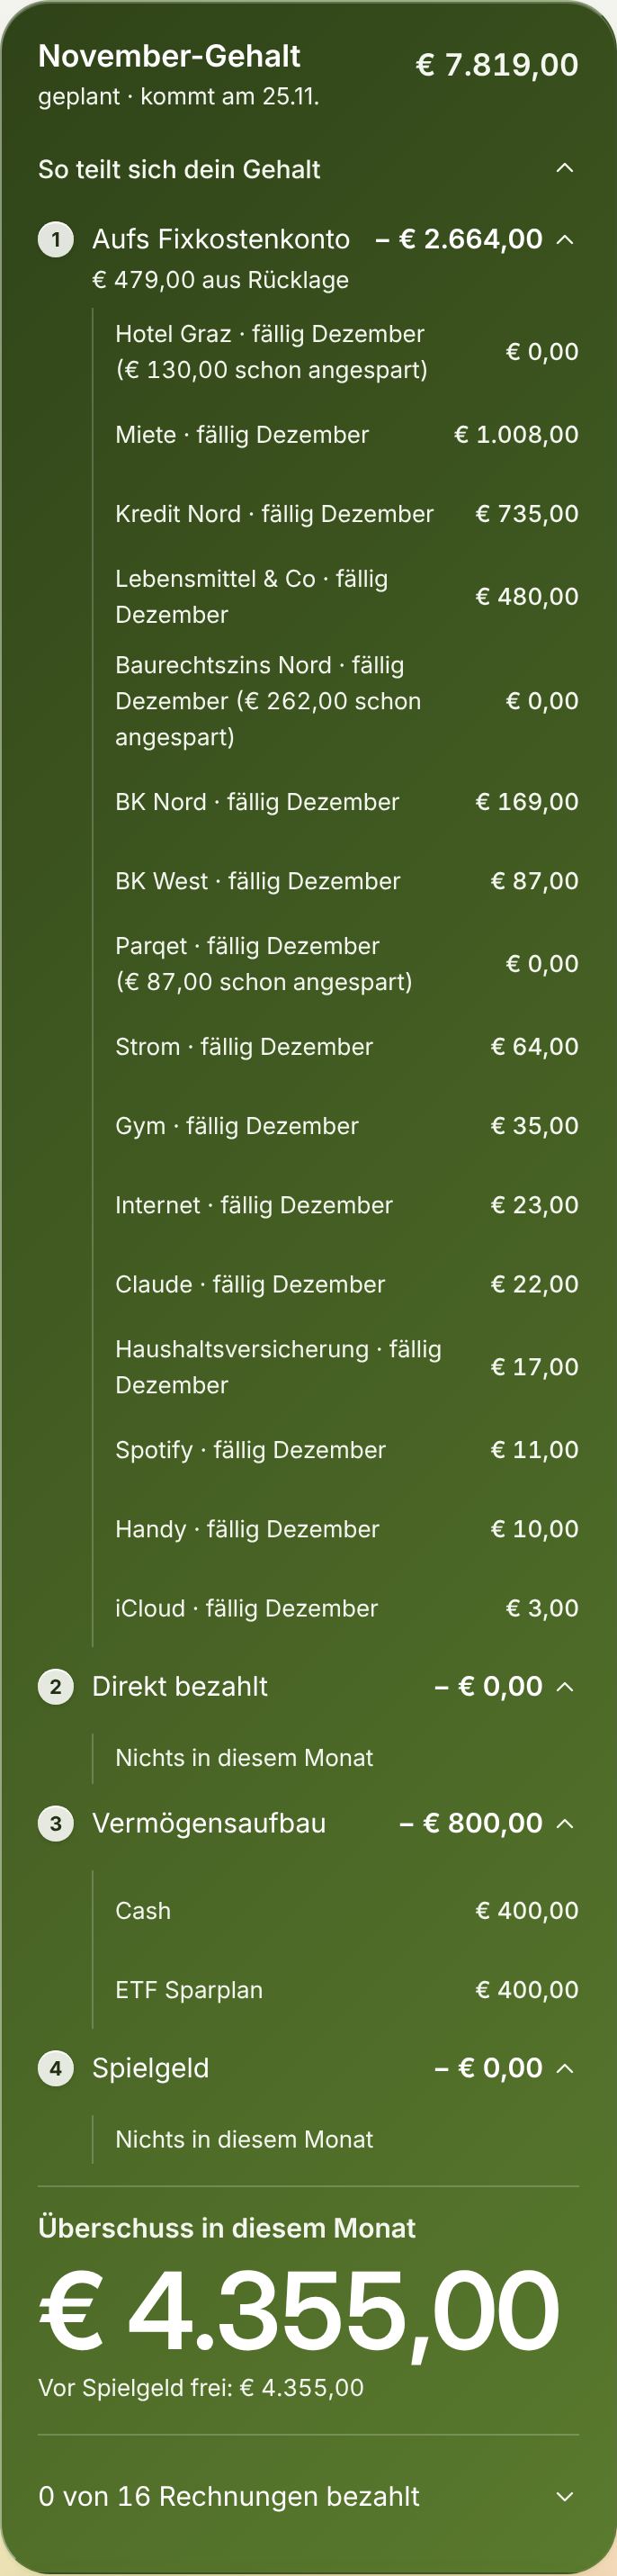 November-Gehalt
€ 7.819,00
geplant · kommt am 25.11.
So teilt sich dein Gehalt
1 Aufs Fixkostenkonto – € 2.664,00
€ 479,00 aus Rücklage
Hotel Graz · fällig Dezember
(€ 130,00 schon angespart)
€ 0,00
Miete · fällig Dezember € 1.008,00
Kredit Nord · fällig Dezember € 735,00
Lebensmittel & Co · fällig
Dezember
€ 480,00
Baurechtszins Nord · fällig
Dezember (€ 262,00 schon
angespart)
€ 0,00
BK Nord · fällig Dezember € 169,00
BK West · fällig Dezember € 87,00
Parqet · fällig Dezember
(€ 87,00 schon angespart)
€ 0,00
Strom · fällig Dezember € 64,00
Gym · fällig Dezember € 35,00
Internet · fällig Dezember € 23,00
Claude · fällig Dezember € 22,00
Haushaltsversicherung · fällig
Dezember
€ 17,00
Spotify · fällig Dezember € 11,00
Handy · fällig Dezember € 10,00
iCloud · fällig Dezember € 3,00
2 Direkt bezahlt – € 0,00
Nichts in diesem Monat
3 Vermögensaufbau – € 800,00
Cash € 400,00
ETF Sparplan € 400,00
4 Spielgeld – € 0,00
Nichts in diesem Monat
Überschuss in diesem Monat
€ 4.355,00
Vor Spielgeld frei: € 4.355,00
0 von 16 Rechnungen bezahlt